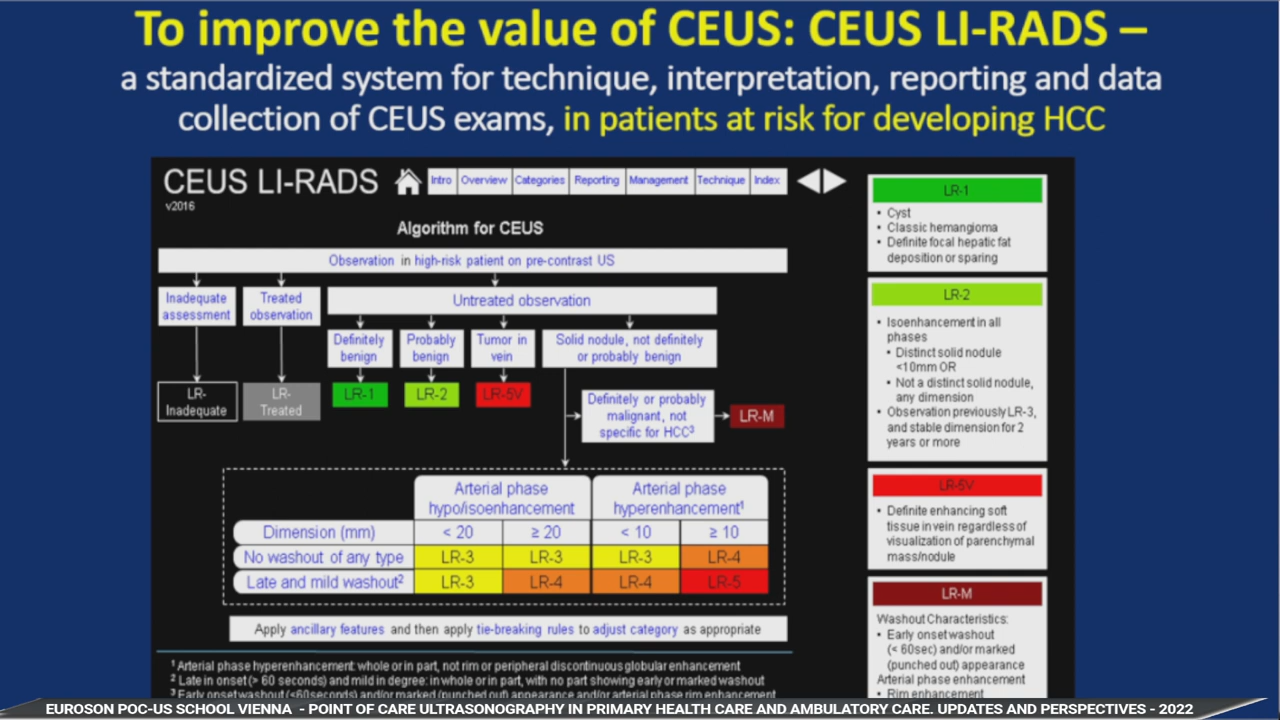 To improve the value of CEUS: CEUS LI-RADS –
a standardized system for technique, interpretation, reporting and data
collection of CEUS exams, in patients at risk for developing HCC
CEUS LI-RADS
v2016
Intro Overview Categories Reporting Management Technique Index
Algorithm for CEUS
Observation in high-risk patient on pre-contrast US
Inadequate
assessment
Treated
observation
Untreated observation
Definitely
benign
Probably
benign
Tumor in
vein
Solid nodule, not definitely
or probably benign
LR-
Inadequate
LR-
Treated
LR-1
LR-2
LR-5V
Definitely or probably
malignant, not
specific for HCC³
LR-M
Arterial phase
hypo/isoenhancement
Arterial phase
hyperenhancement¹
Dimension (mm) < 20 ≥ 20 < 10 ≥ 10
No washout of any type LR-3 LR-3 LR-3 LR-4
Late and mild washout² LR-3 LR-4 LR-4 LR-5
Apply ancillary features and then apply tie-breaking rules to adjust category as appropriate
¹ Arterial phase hyperenhancement: whole or in part, not rim or peripheral discontinuous globular enhancement
² Late in onset (> 60 seconds) and mild in degree: in whole or in part, with no part showing early or marked washout
³ Early onset washout (<60seconds) and/or marked (punched out) appearance and/or arterial phase rim enhancement
LR-1
• Cyst
• Classic hemangioma
• Definite focal hepatic fat
deposition or sparing
LR-2
• Isoenhancement in all
phases
• Distinct solid nodule
<10mm OR
• Not a distinct solid nodule,
any dimension
• Observation previously LR-3,
and stable dimension for 2
years or more
LR-5V
• Definite enhancing soft
tissue in vein regardless of
visualization of parenchymal
mass/nodule
LR-M
Washout Characteristics:
• Early onset washout
(< 60sec) and/or marked
(punched out) appearance
Arterial phase enhancement
• Rim enhancement
EUROSON POC-US SCHOOL VIENNA - POINT OF CARE ULTRASONOGRAPHY IN PRIMARY HEALTH CARE AND AMBULATORY CARE. UPDATES AND PERSPECTIVES - 2022